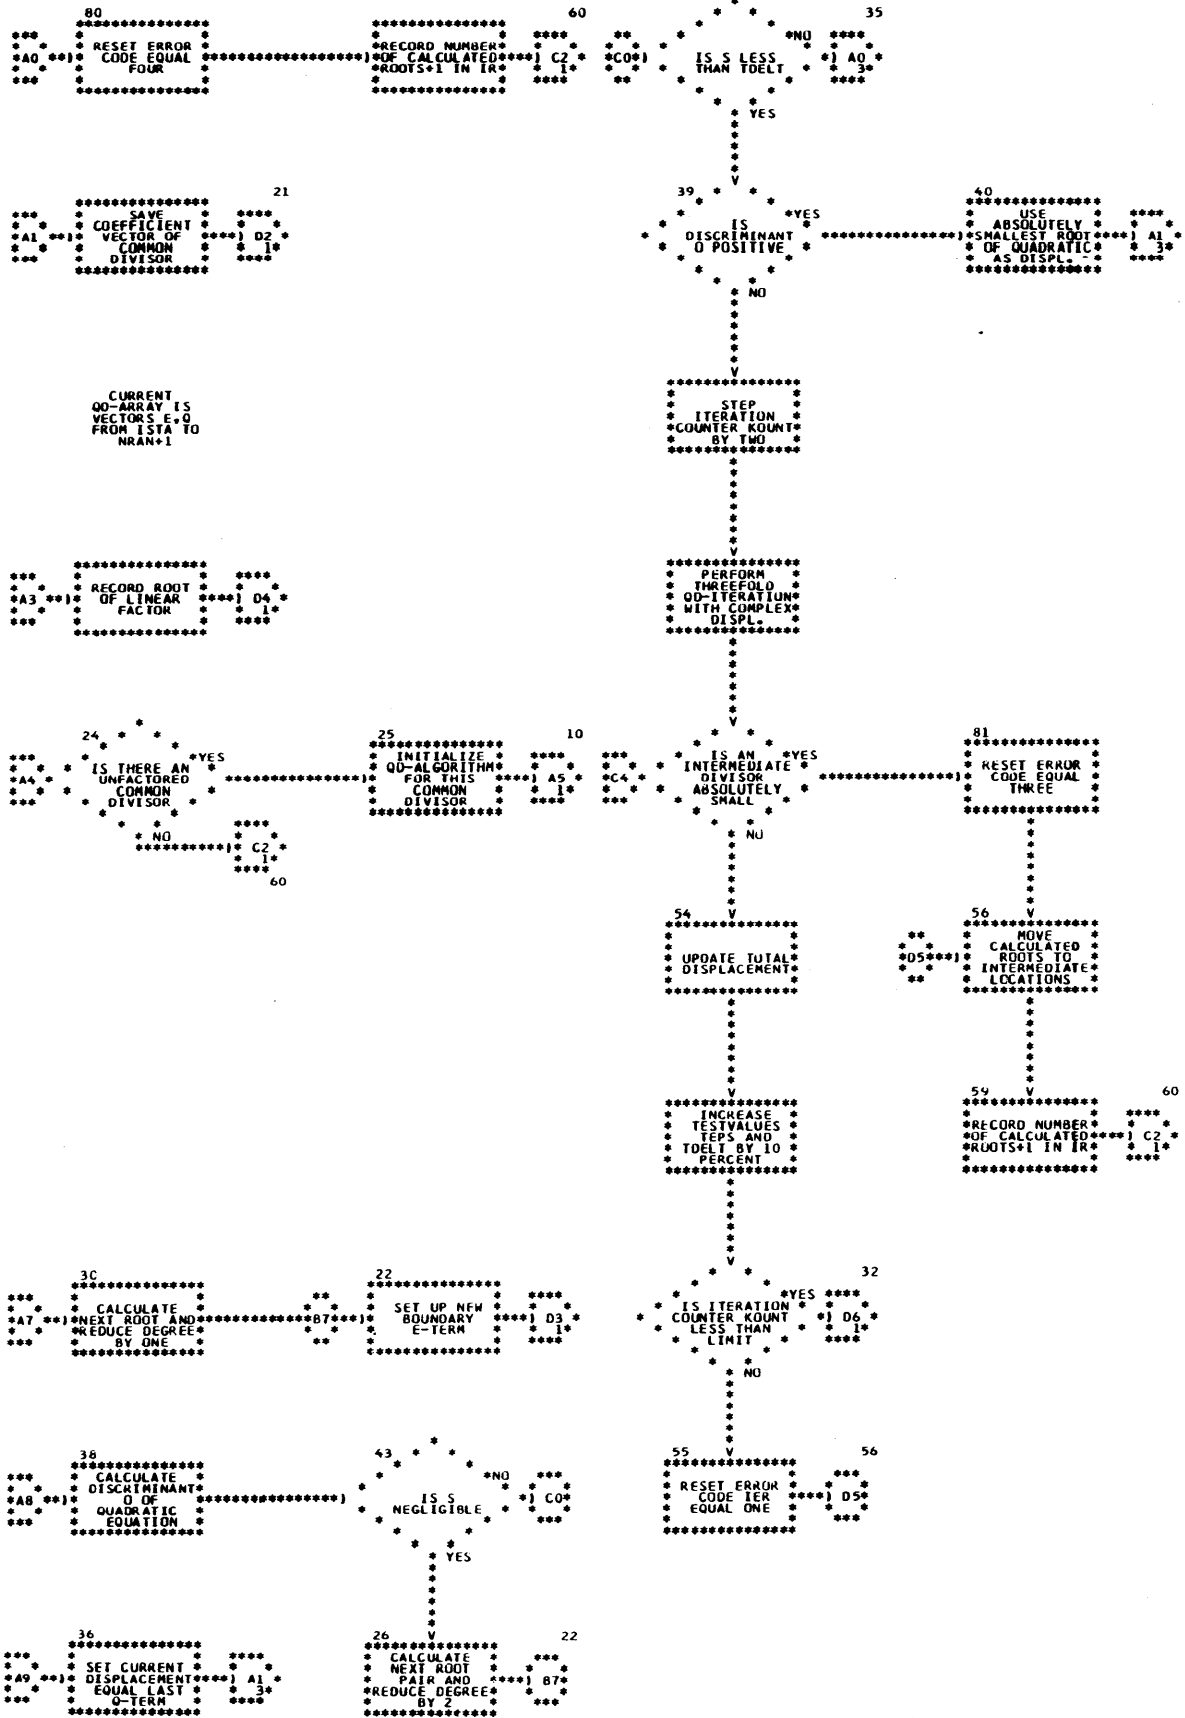 80
A0
RESET ERROR
CODE EQUAL
FOUR
RECORD NUMBER
OF CALCULATED
ROOTS+1 IN IR
60
C2
1
C0
IS S LESS
THAN TDELT
NO
35
A0
3
YES
A1
SAVE
COEFFICIENT
VECTOR OF
COMMON
DIVISOR
21
D2
1
39
IS
DISCRIMINANT
O POSITIVE
YES
40
USE
ABSOLUTELY
SMALLEST ROOT
OF QUADRATIC
AS DISPL.
A1
3
NO
CURRENT
QD-ARRAY IS
VECTORS E,Q
FROM ISTA TO
NRAN+1
STEP
ITERATION
COUNTER KOUNT
BY TWO
A3
RECORD ROOT
OF LINEAR
FACTOR
D4
1
PERFORM
THREEFOLD
QD-ITERATION
WITH COMPLEX
DISPL.
24
A4
IS THERE AN
UNFACTORED
COMMON
DIVISOR
YES
25
INITIALIZE
QD-ALGORITHM
FOR THIS
COMMON
DIVISOR
10
A5
1
NO
C2
1
60
C4
IS AN
INTERMEDIATE
DIVISOR
ABSOLUTELY
SMALL
YES
81
RESET ERROR
CODE EQUAL
THREE
NO
54
UPDATE TOTAL
DISPLACEMENT
D5
56
MOVE
CALCULATED
ROOTS TO
INTERMEDIATE
LOCATIONS
INCREASE
TESTVALUES
TEPS AND
TDELT BY 10
PERCENT
59
RECORD NUMBER
OF CALCULATED
ROOTS+1 IN IR
60
C2
1
30
A7
CALCULATE
NEXT ROOT AND
REDUCE DEGREE
BY ONE
B7
22
SET UP NEW
BOUNDARY
E-TERM
D3
1
IS ITERATION
COUNTER KOUNT
LESS THAN
LIMIT
YES
32
D6
1
NO
38
A8
CALCULATE
DISCRIMINANT
O OF
QUADRATIC
EQUATION
43
IS S
NEGLIGIBLE
NO
C0
YES
55
RESET ERROR
CODE IER
EQUAL ONE
56
D5
36
A9
SET CURRENT
DISPLACEMENT
EQUAL LAST
Q-TERM
A1
3
26
CALCULATE
NEXT ROOT
PAIR AND
REDUCE DEGREE
BY 2
22
B7